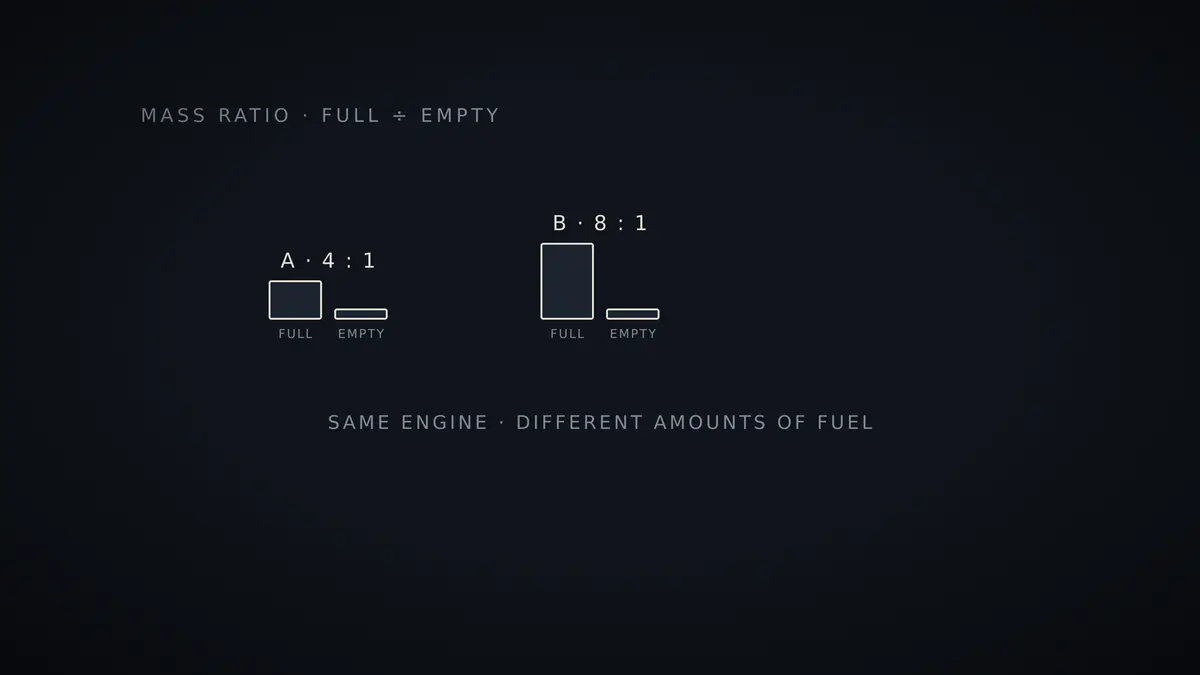 MASS RATIO · FULL ÷ EMPTY
A · 4 : 1
B · 8 : 1
FULL EMPTY
FULL EMPTY
SAME ENGINE · DIFFERENT AMOUNTS OF FUEL